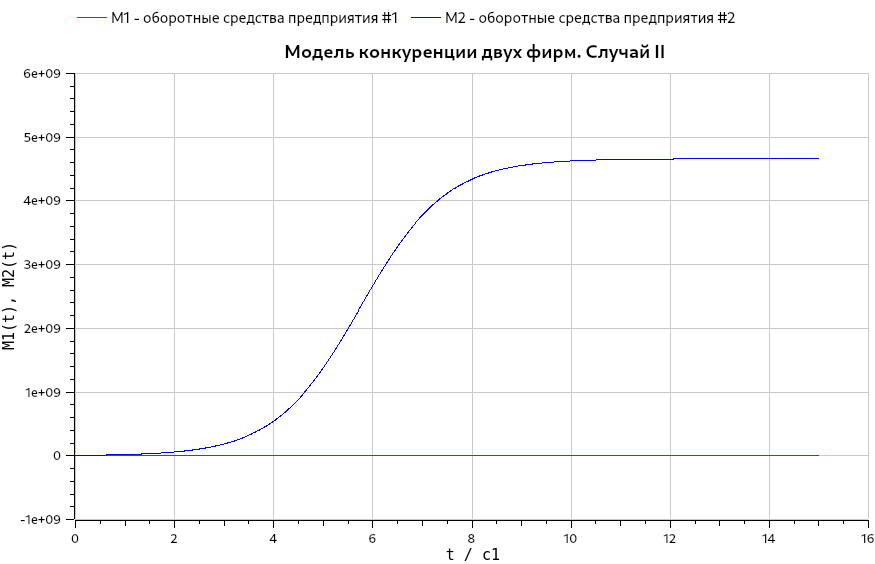 M1 - оборотные средства предприятия #1 M2 - оборотные средства предприятия #2
Модель конкуренции двух фирм. Случай II
6e+09
5e+09
4e+09
3e+09
2e+09
1e+09
0
-1e+09
M1(t), M2(t)
0 2 4 6 8 10 12 14 16
t / c1